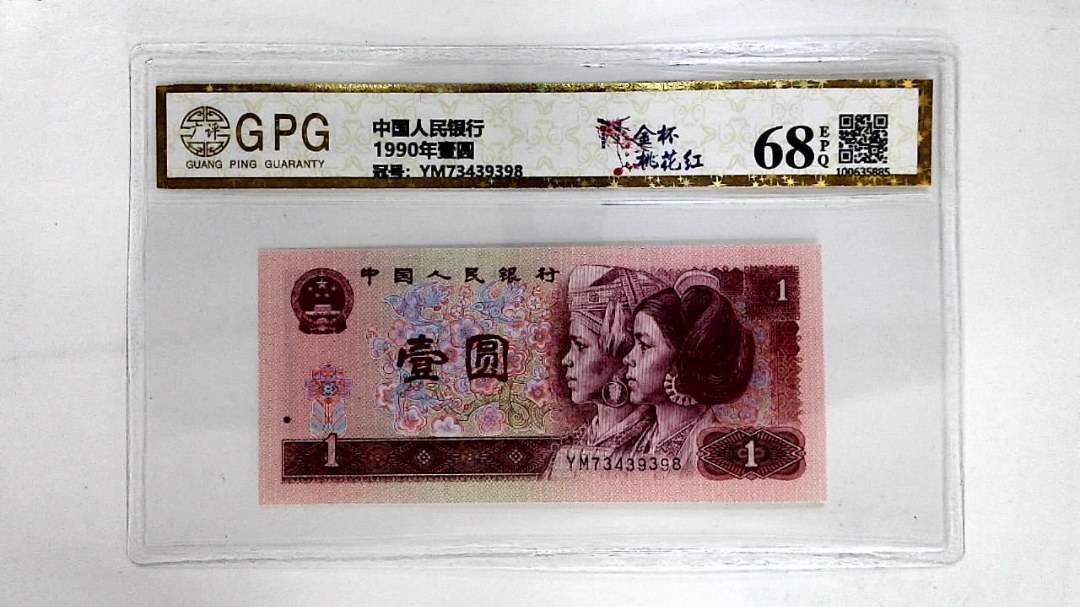 广评
GPG
GUANG PING GUARANTY
中国人民银行
1990年壹圆
冠号：YM73439398
金杯
桃花红
68
EPQ
100635885
中国人民银行
1
壹圆
1
YM73439398
1